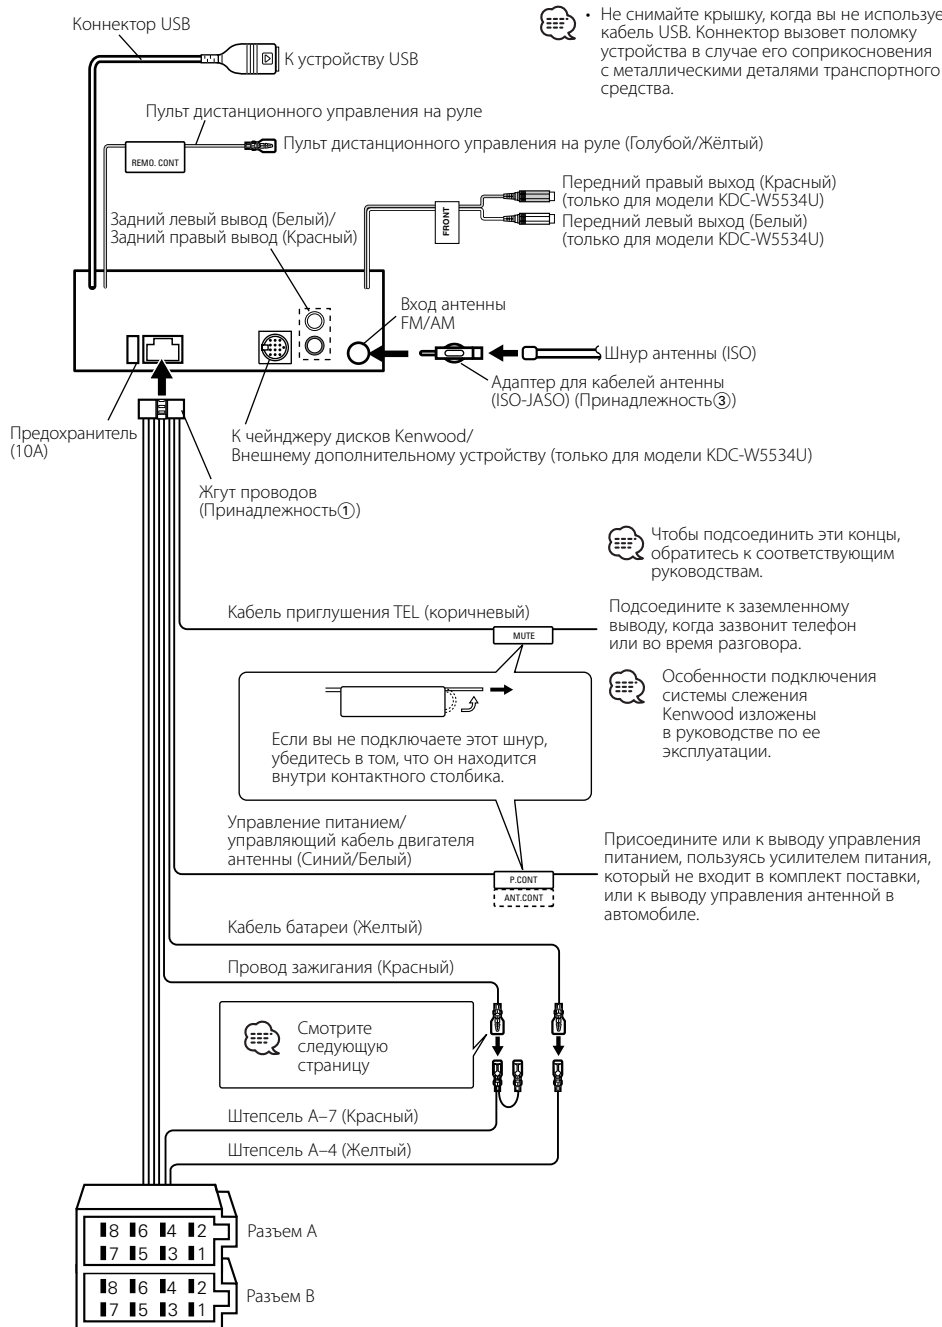 Коннектор USB
К устройству USB
• Не снимайте крышку, когда вы не используе
кабель USB. Коннектор вызовет поломку
устройства в случае его соприкосновения
с металлическими деталями транспортного
средства.
Пульт дистанционного управления на руле
REMO. CONT
Пульт дистанционного управления на руле (Голубой/Жёлтый)
Передний правый выход (Красный)
(только для модели KDC-W5534U)
Передний левый выход (Белый)
(только для модели KDC-W5534U)
FRONT
Задний левый вывод (Белый)/
Задний правый вывод (Красный)
Вход антенны
FM/AM
Шнур антенны (ISO)
Адаптер для кабелей антенны
(ISO-JASO) (Принадлежность③)
Предохранитель
(10A)
К чейнджеру дисков Kenwood/
Внешнему дополнительному устройству (только для модели KDC-W5534U)
Жгут проводов
(Принадлежность①)
Чтобы подсоединить эти концы,
обратитесь к соответствующим
руководствам.
Кабель приглушения TEL (коричневый)
MUTE
Подсоедините к заземленному
выводу, когда зазвонит телефон
или во время разговора.
Особенности подключения
системы слежения
Kenwood изложены
в руководстве по ее
эксплуатации.
Если вы не подключаете этот шнур,
убедитесь в том, что он находится
внутри контактного столбика.
Управление питанием/
управляющий кабель двигателя
антенны (Синий/Белый)
P.CONT
ANT.CONT
Присоедините или к выводу управления
питанием, пользуясь усилителем питания,
который не входит в комплект поставки,
или к выводу управления антенной в
автомобиле.
Кабель батареи (Желтый)
Провод зажигания (Красный)
Смотрите
следующую
страницу
Штепсель A–7 (Красный)
Штепсель A–4 (Желтый)
8 6 4 2
7 5 3 1
Разъем A
8 6 4 2
7 5 3 1
Разъем B